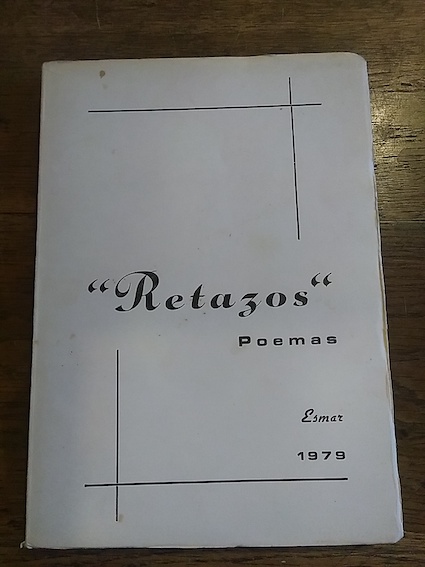 “Retazos“
Poemas
Esmar
1979